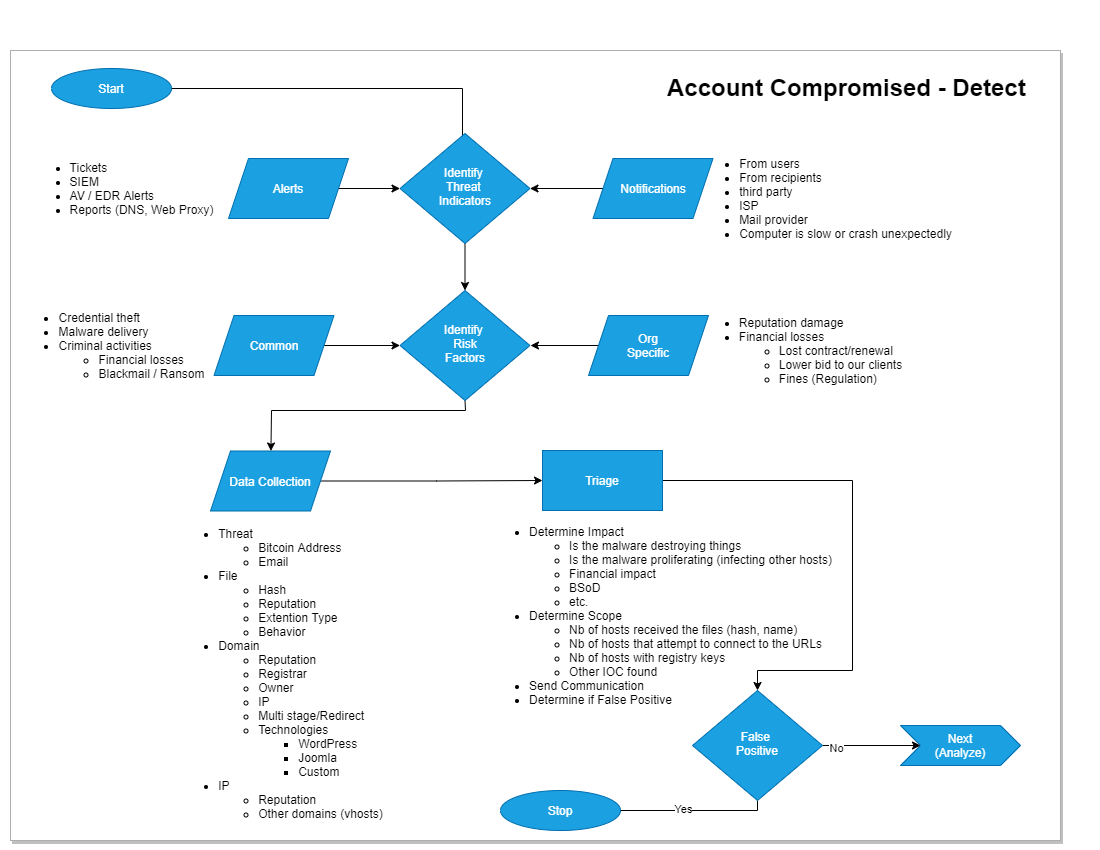 Account Compromised - Detect
Start
Tickets
SIEM
AV / EDR Alerts
Reports (DNS, Web Proxy)
Alerts
Identify
Threat
Indicators
Notifications
From users
From recipients
third party
ISP
Mail provider
Computer is slow or crash unexpectedly
Credential theft
Malware delivery
Criminal activities
Financial losses
Blackmail / Ransom
Common
Identify
Risk
Factors
Org
Specific
Reputation damage
Financial losses
Lost contract/renewal
Lower bid to our clients
Fines (Regulation)
Data Collection
Threat
Bitcoin Address
Email
File
Hash
Reputation
Extention Type
Behavior
Domain
Reputation
Registrar
Owner
IP
Multi stage/Redirect
Technologies
WordPress
Joomla
Custom
IP
Reputation
Other domains (vhosts)
Triage
Determine Impact
Is the malware destroying things
Is the malware proliferating (infecting other hosts)
Financial impact
BSoD
etc.
Determine Scope
Nb of hosts received the files (hash, name)
Nb of hosts that attempt to connect to the URLs
Nb of hosts with registry keys
Other IOC found
Send Communication
Determine if False Positive
False
Positive
No
Next
(Analyze)
Yes
Stop